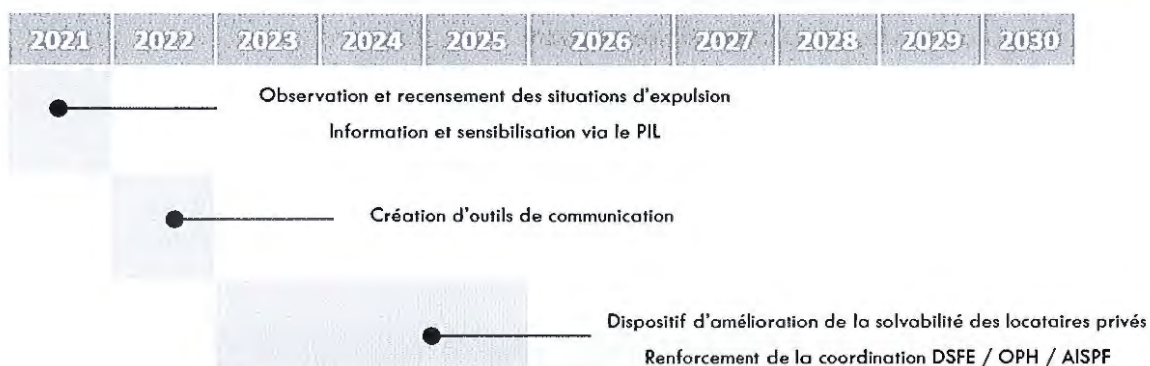 2021 2022 2023 2024 2025 2026 2027 2028 2029 2030
Observation et recensement des situations d'expulsion
Information et sensibilisation via le PIL
Création d'outils de communication
Dispositif d'amélioration de la solvabilité des locataires privés
Renforcement de la coordination DSFE / OPH / AISPF